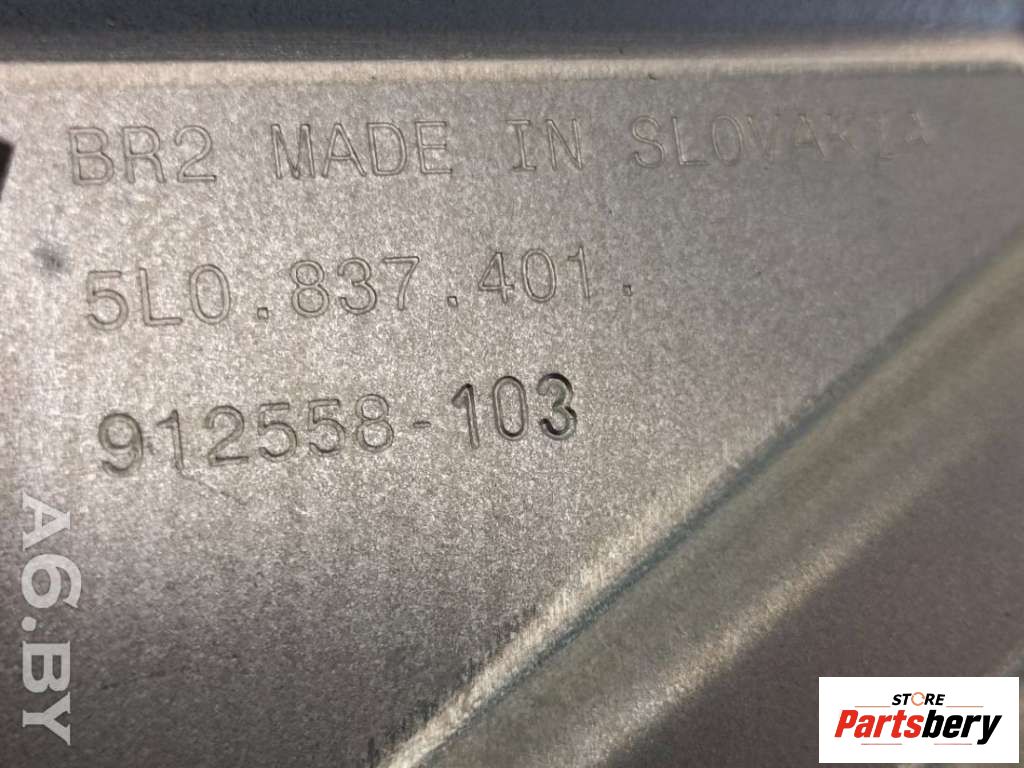 BR2 MADE IN SLOVAKIA
5L0.837.401.
912558-103
A6.BY
STORE
Partsbery